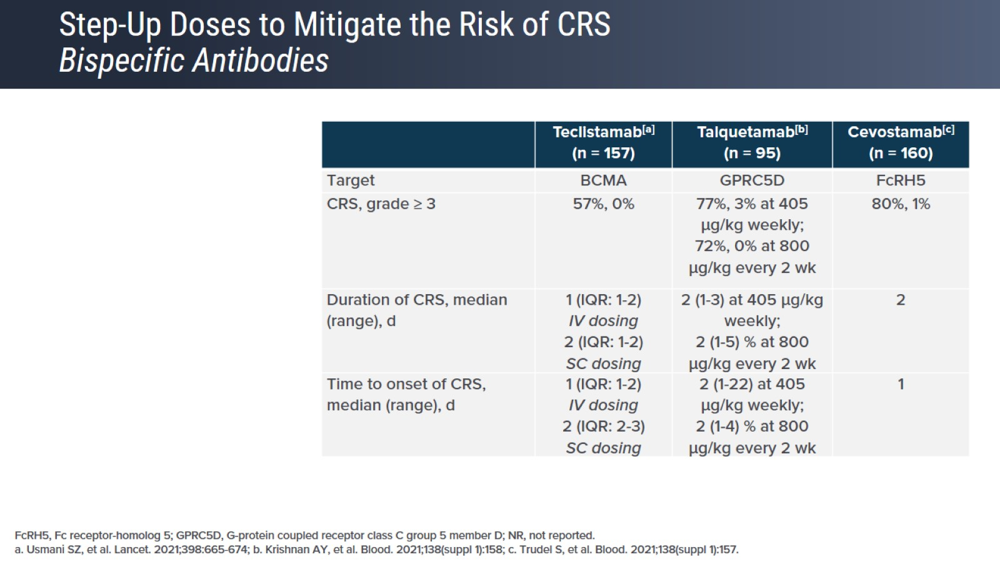 Step-Up Doses to Mitigate the Risk of CRS
Bispecific Antibodies
Teclistamab[a]
(n = 157)
Talquetamab[b]
(n = 95)
Cevostamab[c]
(n = 160)
Target
BCMA
GPRC5D
FcRH5
CRS, grade ≥ 3
57%, 0%
77%, 3% at 405
µg/kg weekly;
72%, 0% at 800
µg/kg every 2 wk
80%, 1%
Duration of CRS, median
(range), d
1 (IQR: 1-2)
IV dosing
2 (IQR: 1-2)
SC dosing
2 (1-3) at 405 µg/kg
weekly;
2 (1-5) % at 800
µg/kg every 2 wk
2
Time to onset of CRS,
median (range), d
1 (IQR: 1-2)
IV dosing
2 (IQR: 2-3)
SC dosing
2 (1-22) at 405
µg/kg weekly;
2 (1-4) % at 800
µg/kg every 2 wk
1
FcRH5, Fc receptor-homolog 5; GPRC5D, G-protein coupled receptor class C group 5 member D; NR, not reported.
a. Usmani SZ, et al. Lancet. 2021;398:665-674; b. Krishnan AY, et al. Blood. 2021;138(suppl 1):158; c. Trudel S, et al. Blood. 2021;138(suppl 1):157.